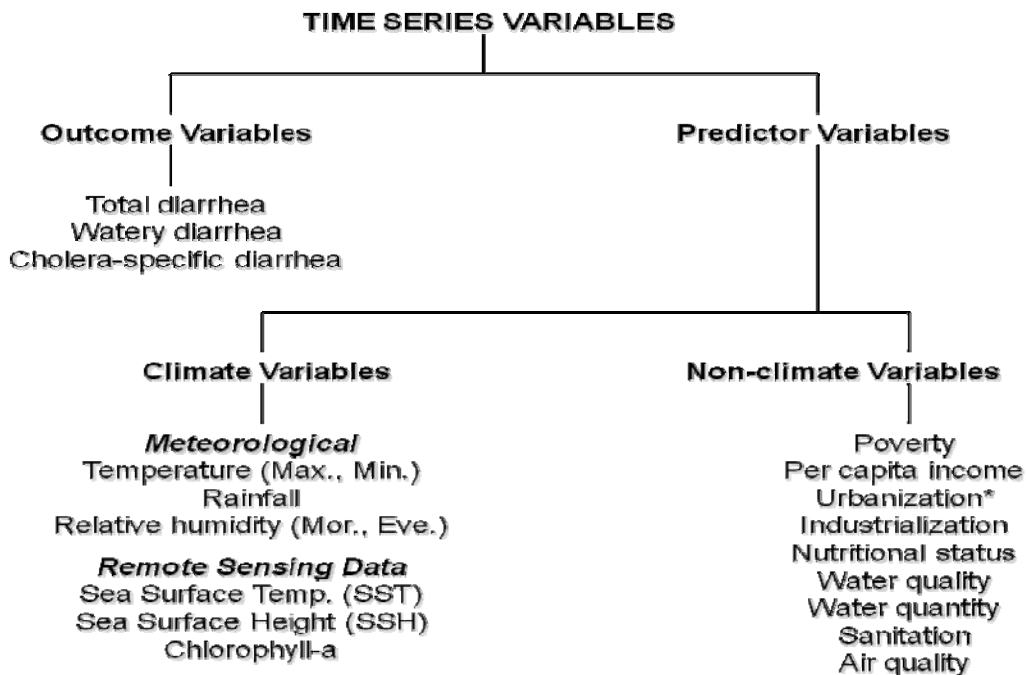 TIME SERIES VARIABLES
Outcome Variables
Total diarrhea
Watery diarrhea
Cholera-specific diarrhea
Predictor Variables
Climate Variables
Meteorological
Temperature (Max., Min.)
Rainfall
Relative humidity (Mor., Eve.)
Remote Sensing Data
Sea Surface Temp. (SST)
Sea Surface Height (SSH)
Chlorophyll-a
Non-climate Variables
Poverty
Per capita income
Urbanization*
Industrialization
Nutritional status
Water quality
Water quantity
Sanitation
Air quality